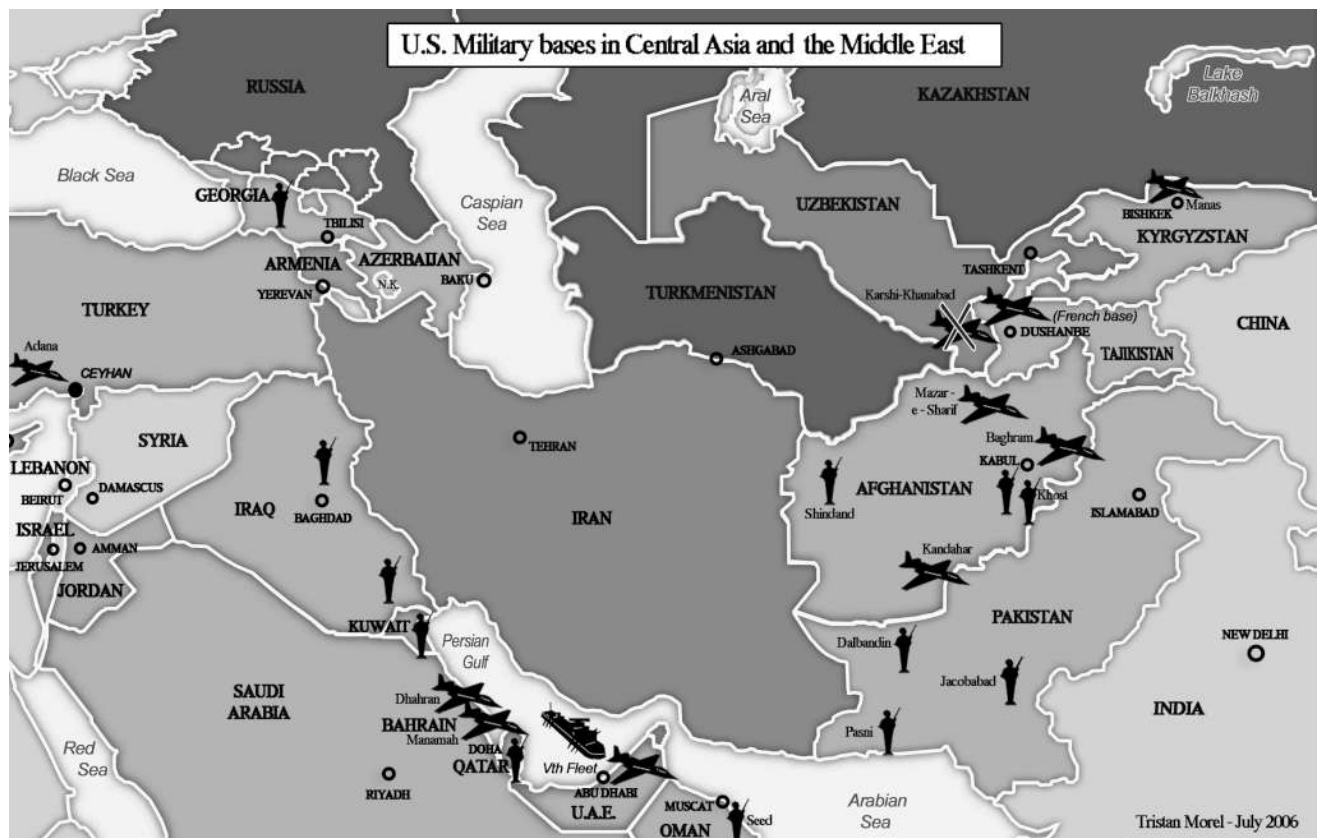 U.S. Military bases in Central Asia and the Middle East
RUSSIA
KAZAKHSTAN
Lake
Balkhash
Aral
Sea
Black Sea
Caspian
Sea
GEORGIA
TBILISI
UZBEKISTAN
BISHKEK
Manas
KYRGYZSTAN
ARMENIA
AZERBAIJAN
YEREVAN
N.K.
BAKU
TASHKENT
TURKMENISTAN
Karshi-Khanabad
TURKEY
(French base)
DUSHANBE
CHINA
Adana
CEYHAN
ASHGABAD
TAJIKISTAN
Mazar -
e - Sharif
SYRIA
TEHRAN
Baghram
KABUL
LEBANON
BEIRUT
DAMASCUS
AFGHANISTAN
Khost
ISLAMABAD
IRAQ
BAGHDAD
IRAN
Shindand
ISRAEL
AMMAN
JERUSALEM
JORDAN
Kandahar
KUWAIT
Persian
Gulf
PAKISTAN
Dalbandin
NEW DELHI
Jacobabad
SAUDI
ARABIA
Dhahran
BAHRAIN
Manamah
INDIA
Pasni
Red
Sea
DOHA
QATAR
Vth Fleet
RIYADH
ABU DHABI
U.A.E.
MUSCAT
OMAN
Seed
Arabian
Sea
Tristan Morel - July 2006